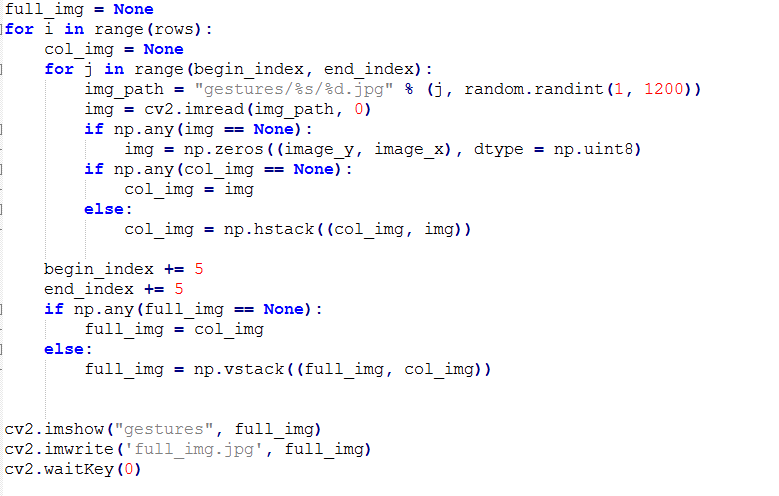 full_img = None
for i in range(rows):
    col_img = None
    for j in range(begin_index, end_index):
        img_path = "gestures/%s/%d.jpg" % (j, random.randint(1, 1200))
        img = cv2.imread(img_path, 0)
        if np.any(img == None):
            img = np.zeros((image_y, image_x), dtype = np.uint8)
        if np.any(col_img == None):
            col_img = img
        else:
            col_img = np.hstack((col_img, img))
    begin_index += 5
    end_index += 5
    if np.any(full_img == None):
        full_img = col_img
    else:
        full_img = np.vstack((full_img, col_img))
cv2.imshow("gestures", full_img)
cv2.imwrite('full_img.jpg', full_img)
cv2.waitKey(0)